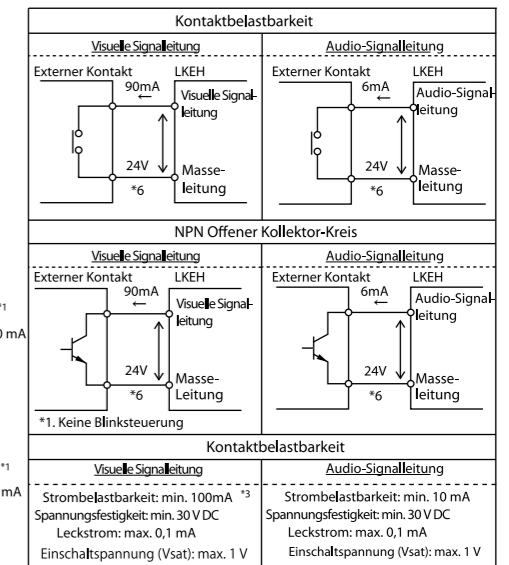 Kontaktbelastbarkeit
Visuelle Signalleitung
Audio-Signalleitung
Externer Kontakt
LKEH
90mA
←
Visuelle Signal-
leitung
24V
*6
Masse-
leitung
Externer Kontakt
LKEH
6mA
←
Audio-Signal-
leitung
24V
*6
Masse-
leitung
NPN Offener Kollektor-Kreis
Visuelle Signalleitung
Audio-Signalleitung
Externer Kontakt
LKEH
90mA
←
Visuelle Signal-
leitung
24V
*6
Masse-
Leitung
*1. Keine Blinksteuerung
Externer Kontakt
LKEH
6mA
←
Audio-Signal-
leitung
24V
*6
Masse-
leitung
*1
0 mA
Kontaktbelastbarkeit
Visuelle Signalleitung
Audio-Signalleitung
*1
mA
Strombelastbarkeit: min. 100mA *3
Spannungsfestigkeit: min. 30 V DC
Leckstrom: max. 0,1 mA
Einschaltspannung (Vsat): max. 1 V
Strombelastbarkeit: min. 10 mA
Spannungsfestigkeit: min. 30 V DC
Leckstrom: max. 0,1 mA
Einschaltspannung (Vsat): max. 1 V